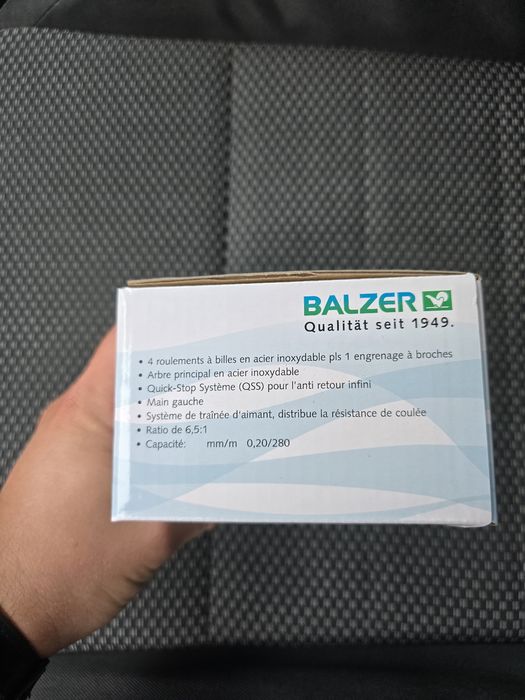 BALZER
Qualität seit 1949.
• 4 roulements à billes en acier inoxydable pls 1 engrenage à broches
• Arbre principal en acier inoxydable
• Quick-Stop Système (QSS) pour l'anti retour infini
• Main gauche
• Système de traînée d'aimant, distribue la résistance de coulée
• Ratio de 6,5:1
• Capacité: mm/m 0,20/280